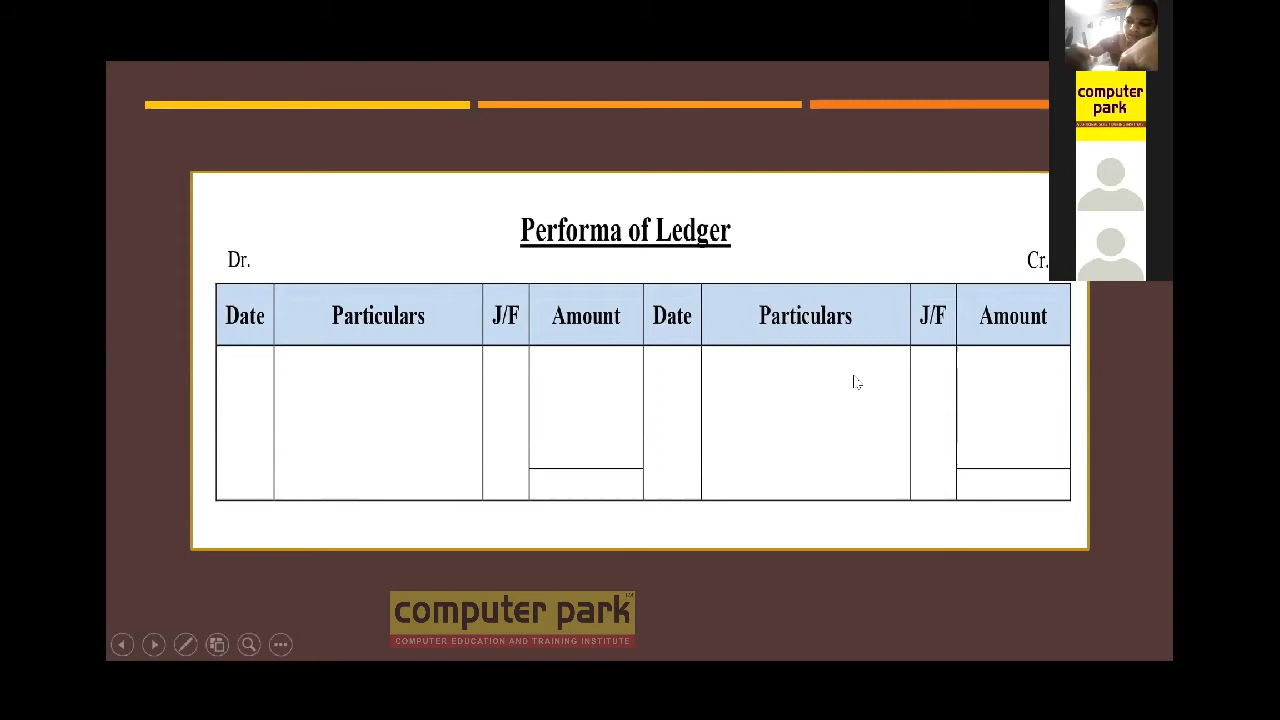 computer
park
Performa of Ledger
Dr.
Cr.
Date Particulars J/F Amount Date Particulars J/F Amount
computer park TM
COMPUTER EDUCATION AND TRAINING INSTITUTE